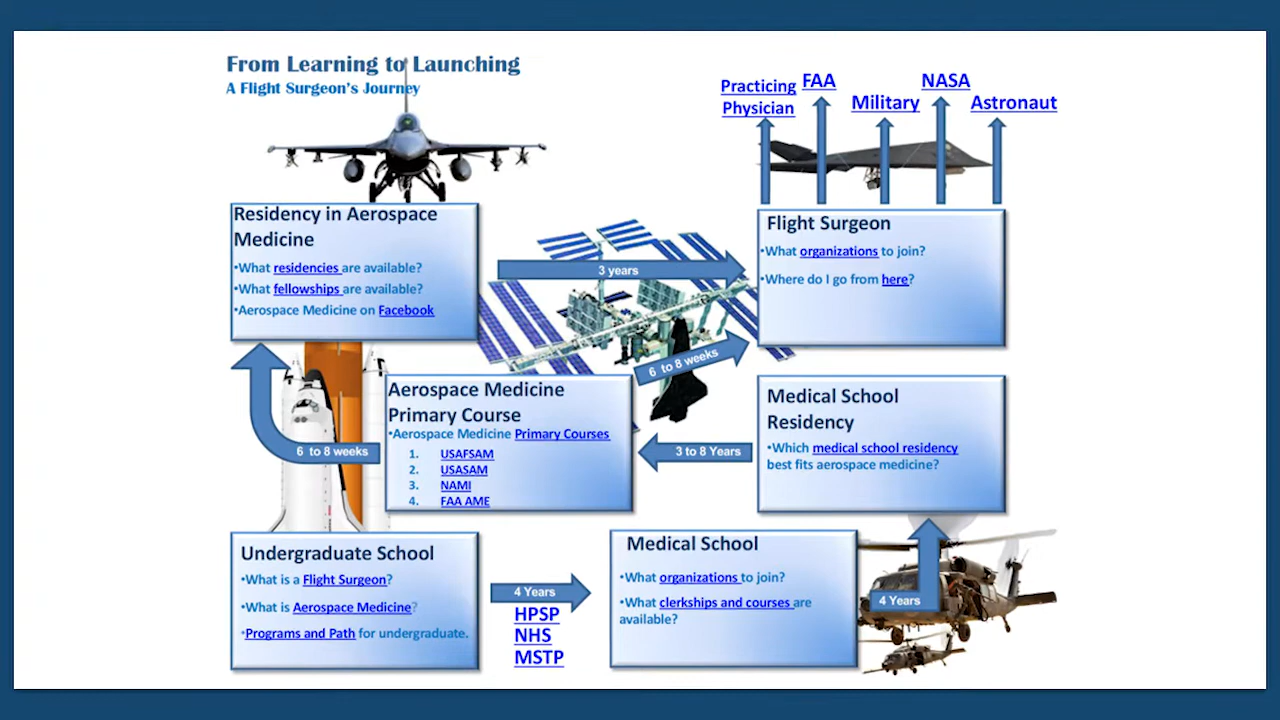 From Learning to Launching
A Flight Surgeon's Journey
Practicing
Physician
FAA
Military
NASA
Astronaut
Residency in Aerospace
Medicine
•What residencies are available?
•What fellowships are available?
•Aerospace Medicine on Facebook
3 years
Flight Surgeon
•What organizations to join?
•Where do I go from here?
6 to 8 weeks
6 to 8 weeks
Aerospace Medicine
Primary Course
•Aerospace Medicine Primary Courses
1. USAFSAM
2. USASAM
3. NAMI
4. FAA AME
3 to 8 Years
Medical School
Residency
•Which medical school residency
best fits aerospace medicine?
Undergraduate School
•What is a Flight Surgeon?
•What is Aerospace Medicine?
•Programs and Path for undergraduate.
4 Years
HPSP
NHS
MSTP
Medical School
•What organizations to join?
•What clerkships and courses are
available?
4 Years